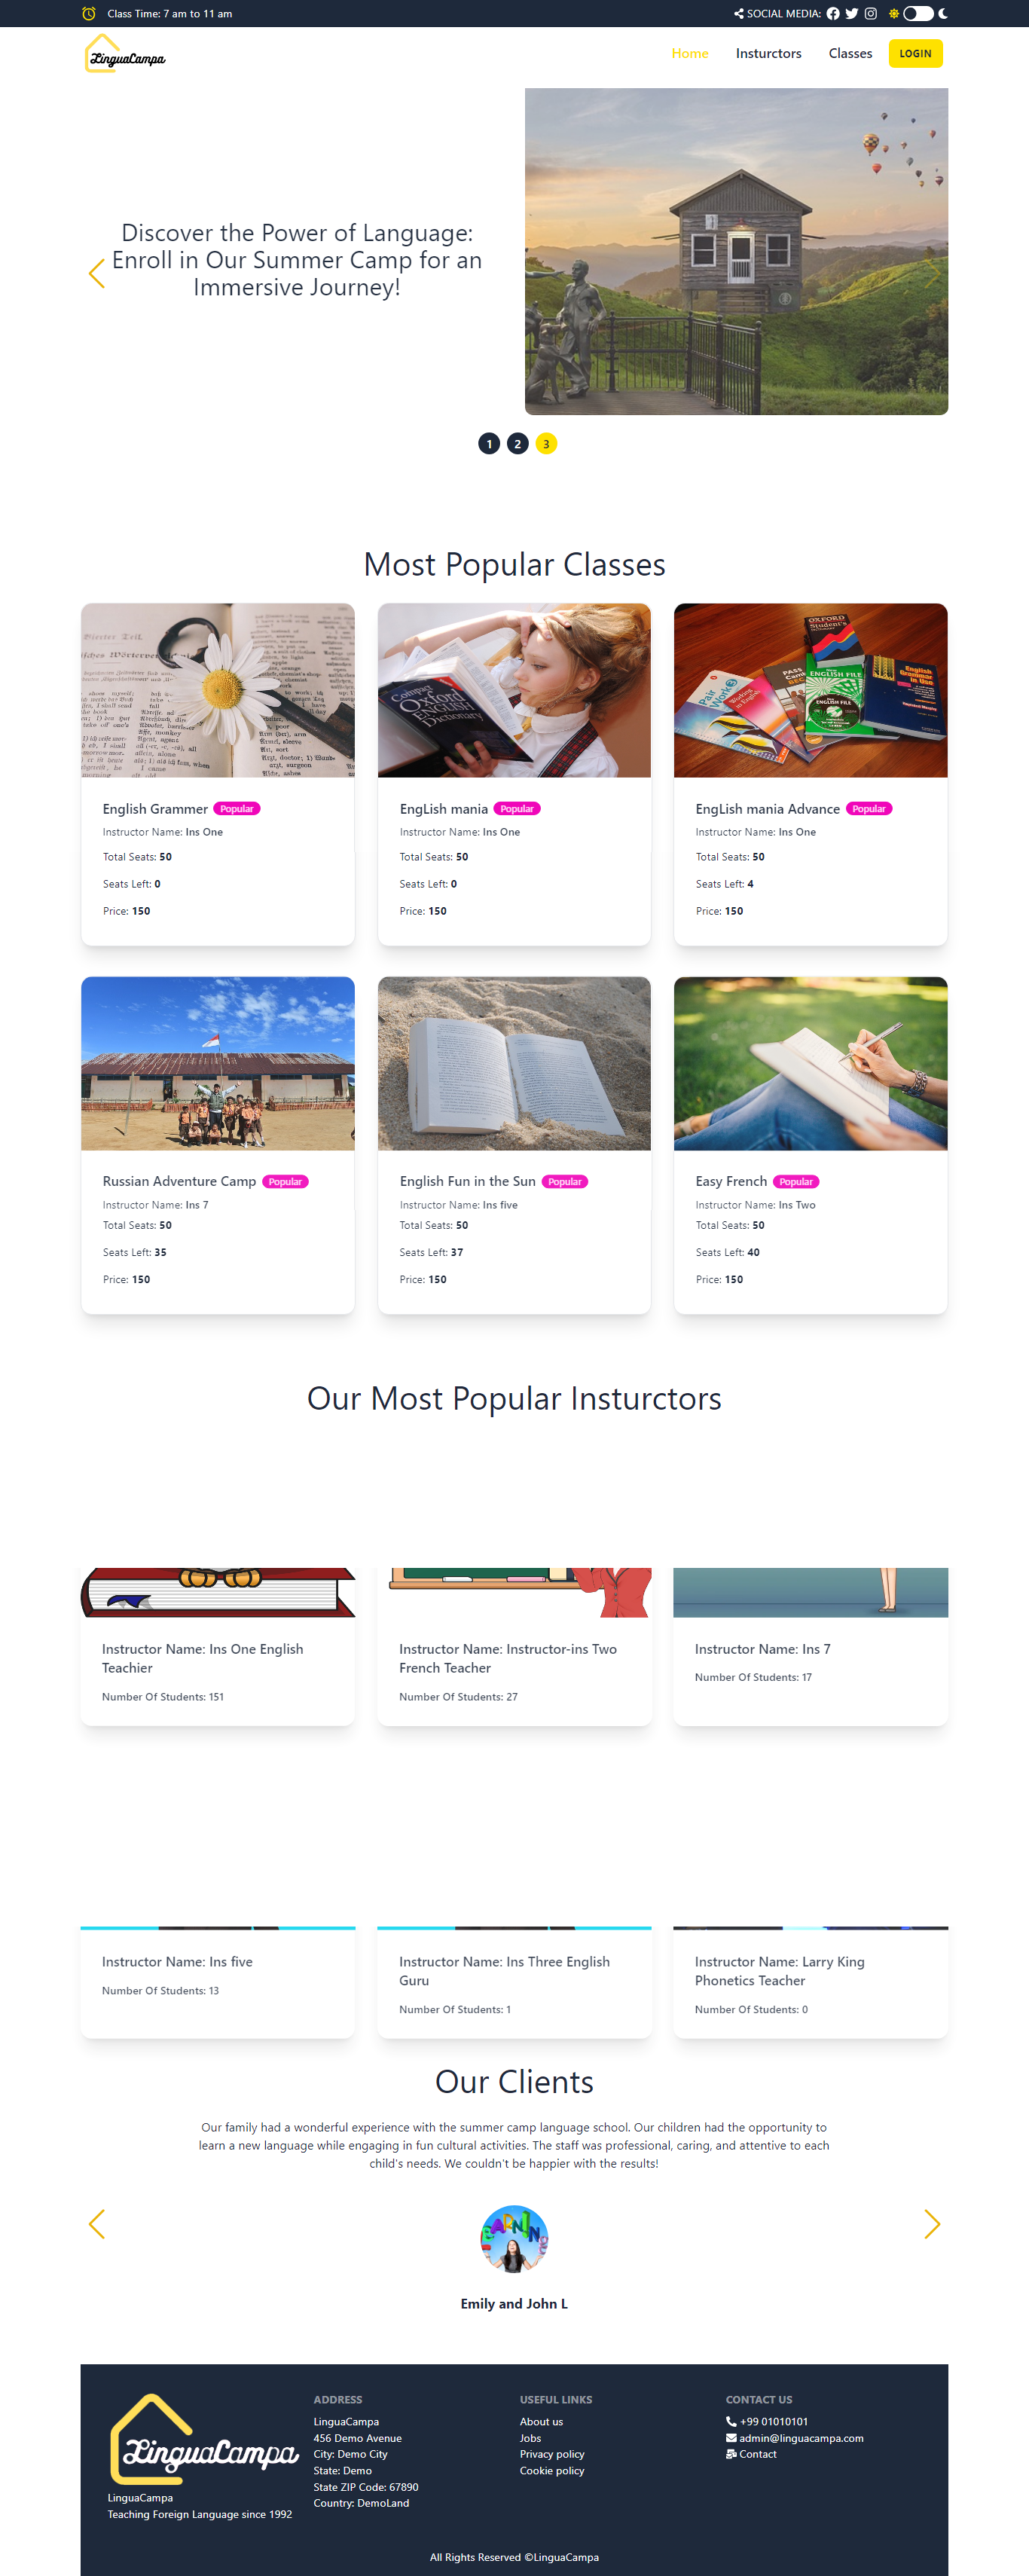 Class Time: 7 am to 11 am
SOCIAL MEDIA:
LinguaCampa
Home
Insturctors
Classes
LOGIN
Discover the Power of Language:
Enroll in Our Summer Camp for an
Immersive Journey!
1
2
3
Most Popular Classes
English Grammer
Popular
Instructor Name: Ins One
Total Seats: 50
Seats Left: 0
Price: 150
Oxford
English
Dictionary
EngLish mania
Popular
Instructor Name: Ins One
Total Seats: 50
Seats Left: 0
Price: 150
OXFORD
Student's
ENGLISH FILE
ENGLISH FILE
English
Grammar
in Use
EngLish mania Advance
Popular
Instructor Name: Ins One
Total Seats: 50
Seats Left: 4
Price: 150
Russian Adventure Camp
Popular
Instructor Name: Ins 7
Total Seats: 50
Seats Left: 35
Price: 150
English Fun in the Sun
Popular
Instructor Name: Ins five
Total Seats: 50
Seats Left: 37
Price: 150
Easy French
Popular
Instructor Name: Ins Two
Total Seats: 50
Seats Left: 40
Price: 150
Our Most Popular Insturctors
Instructor Name: Ins One English
Teachier
Number Of Students: 151
Instructor Name: Instructor-ins Two
French Teacher
Number Of Students: 27
Instructor Name: Ins 7
Number Of Students: 17
Instructor Name: Ins five
Number Of Students: 13
Instructor Name: Ins Three English
Guru
Number Of Students: 1
Instructor Name: Larry King
Phonetics Teacher
Number Of Students: 0
Our Clients
Our family had a wonderful experience with the summer camp language school. Our children had the opportunity to
learn a new language while engaging in fun cultural activities. The staff was professional, caring, and attentive to each
child's needs. We couldn't be happier with the results!
Emily and John L
LinguaCampa
LinguaCampa
Teaching Foreign Language since 1992
ADDRESS
LinguaCampa
456 Demo Avenue
City: Demo City
State: Demo
State ZIP Code: 67890
Country: DemoLand
USEFUL LINKS
About us
Jobs
Privacy policy
Cookie policy
CONTACT US
+99 01010101
admin@linguacampa.com
Contact
All Rights Reserved ©LinguaCampa